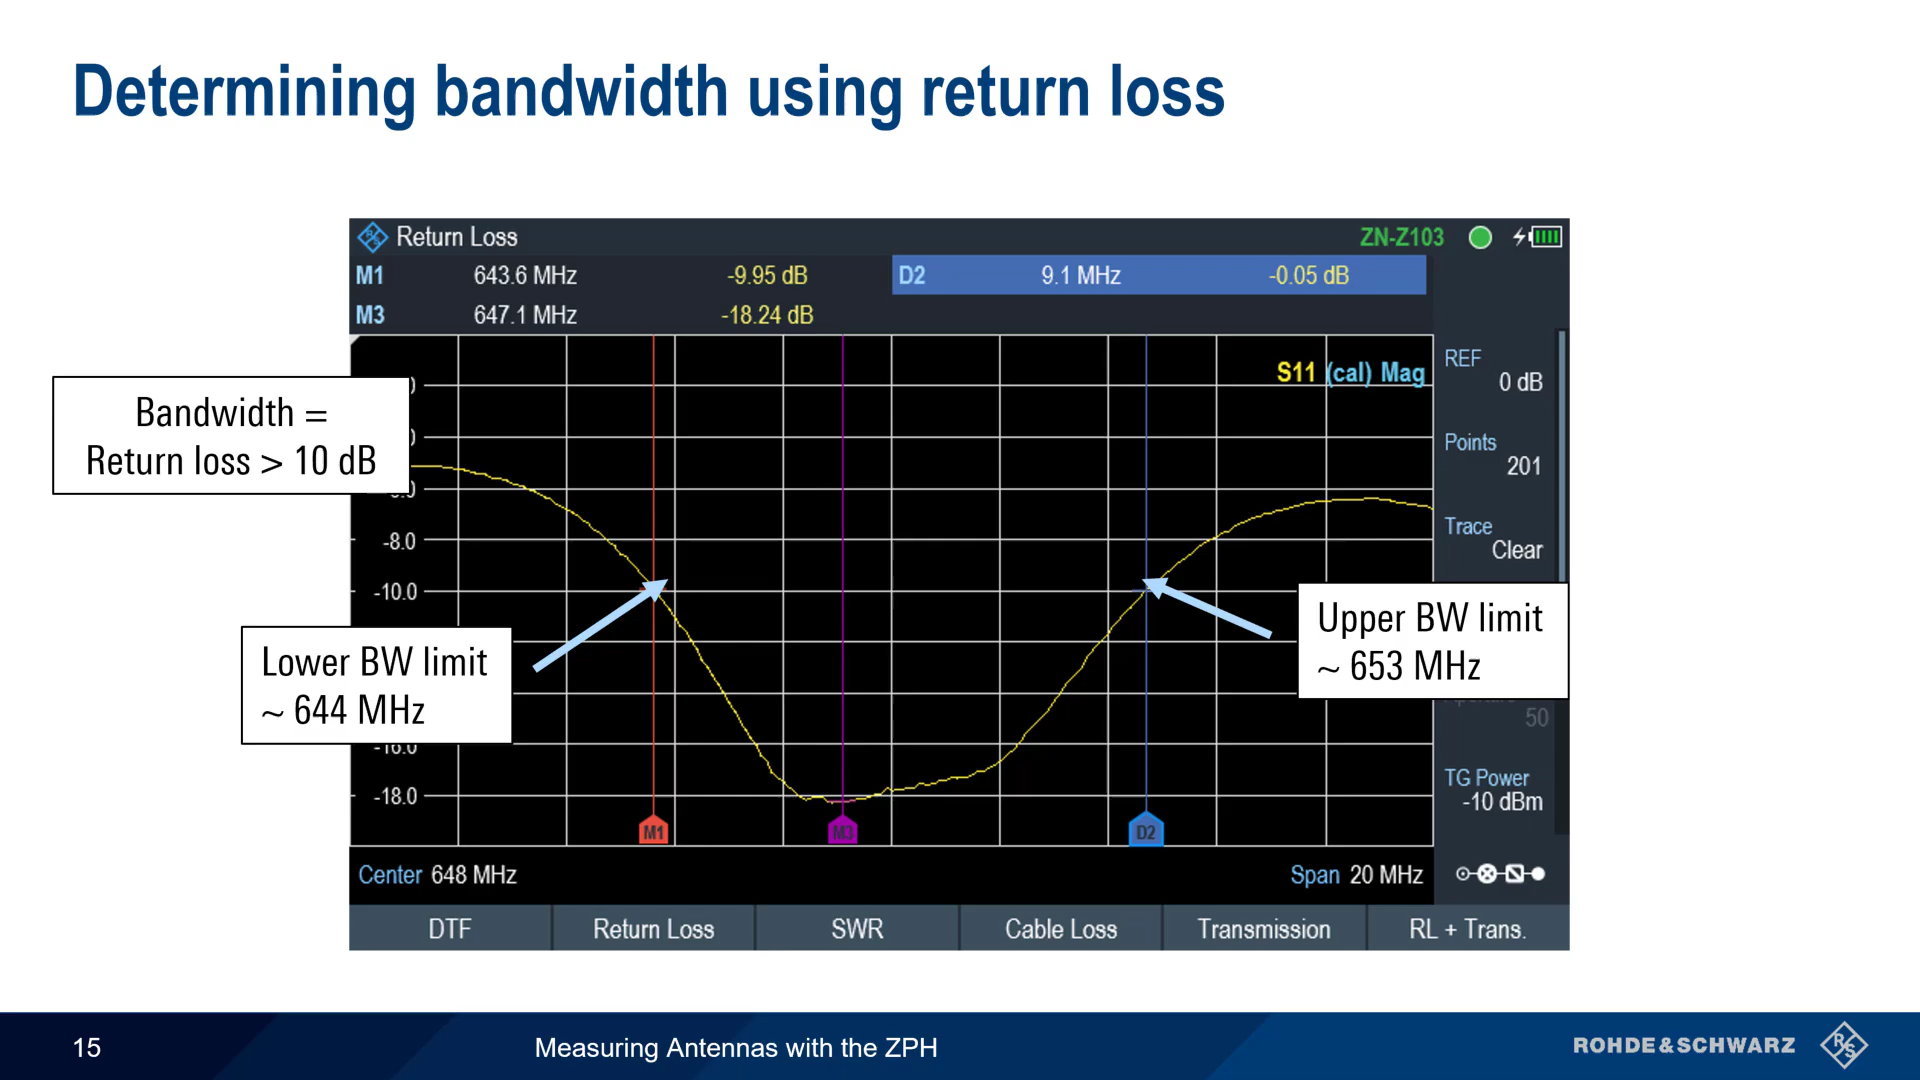 Determining bandwidth using return loss
Return Loss
ZN-Z103
M1 643.6 MHz -9.95 dB
D2 9.1 MHz -0.05 dB
M3 647.1 MHz -18.24 dB
S11 (cal) Mag
REF
0 dB
Points
201
Trace
Clear
Bandwidth =
Return loss > 10 dB
-8.0
-10.0
Lower BW limit
~ 644 MHz
Upper BW limit
~ 653 MHz
50
-16.0
-18.0
TG Power
-10 dBm
M1
M3
D2
Center 648 MHz
Span 20 MHz
DTF
Return Loss
SWR
Cable Loss
Transmission
RL + Trans.
15
Measuring Antennas with the ZPH
ROHDE&SCHWARZ
R
S